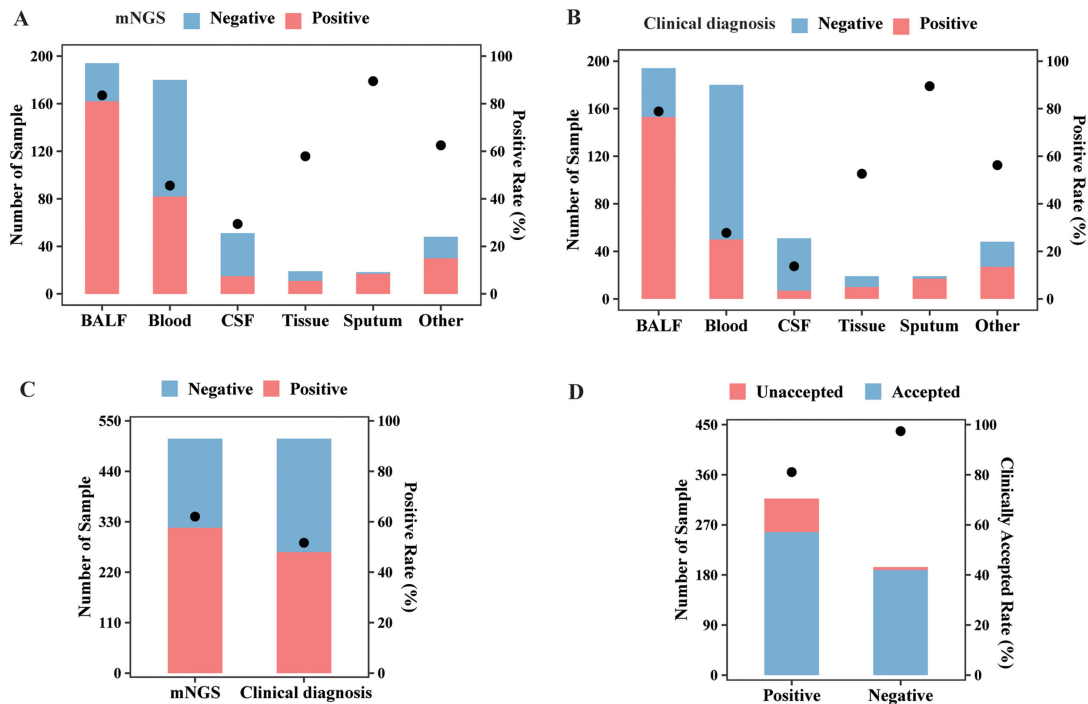 A
mNGS Negative Positive
Number of Sample
200
160
120
80
40
0
100
80
60
40
20
0
Positive Rate (%)
BALF Blood CSF Tissue Sputum Other
B
Clinical diagnosis Negative Positive
Number of Sample
200
160
120
80
40
0
100
80
60
40
20
0
Positive Rate (%)
BALF Blood CSF Tissue Sputum Other
C
Negative Positive
Number of Sample
550
440
330
220
110
0
100
80
60
40
20
0
Positive Rate (%)
mNGS Clinical diagnosis
D
Unaccepted Accepted
Number of Sample
450
360
270
180
90
0
100
80
60
40
20
0
Clinically Accepted Rate (%)
Positive Negative